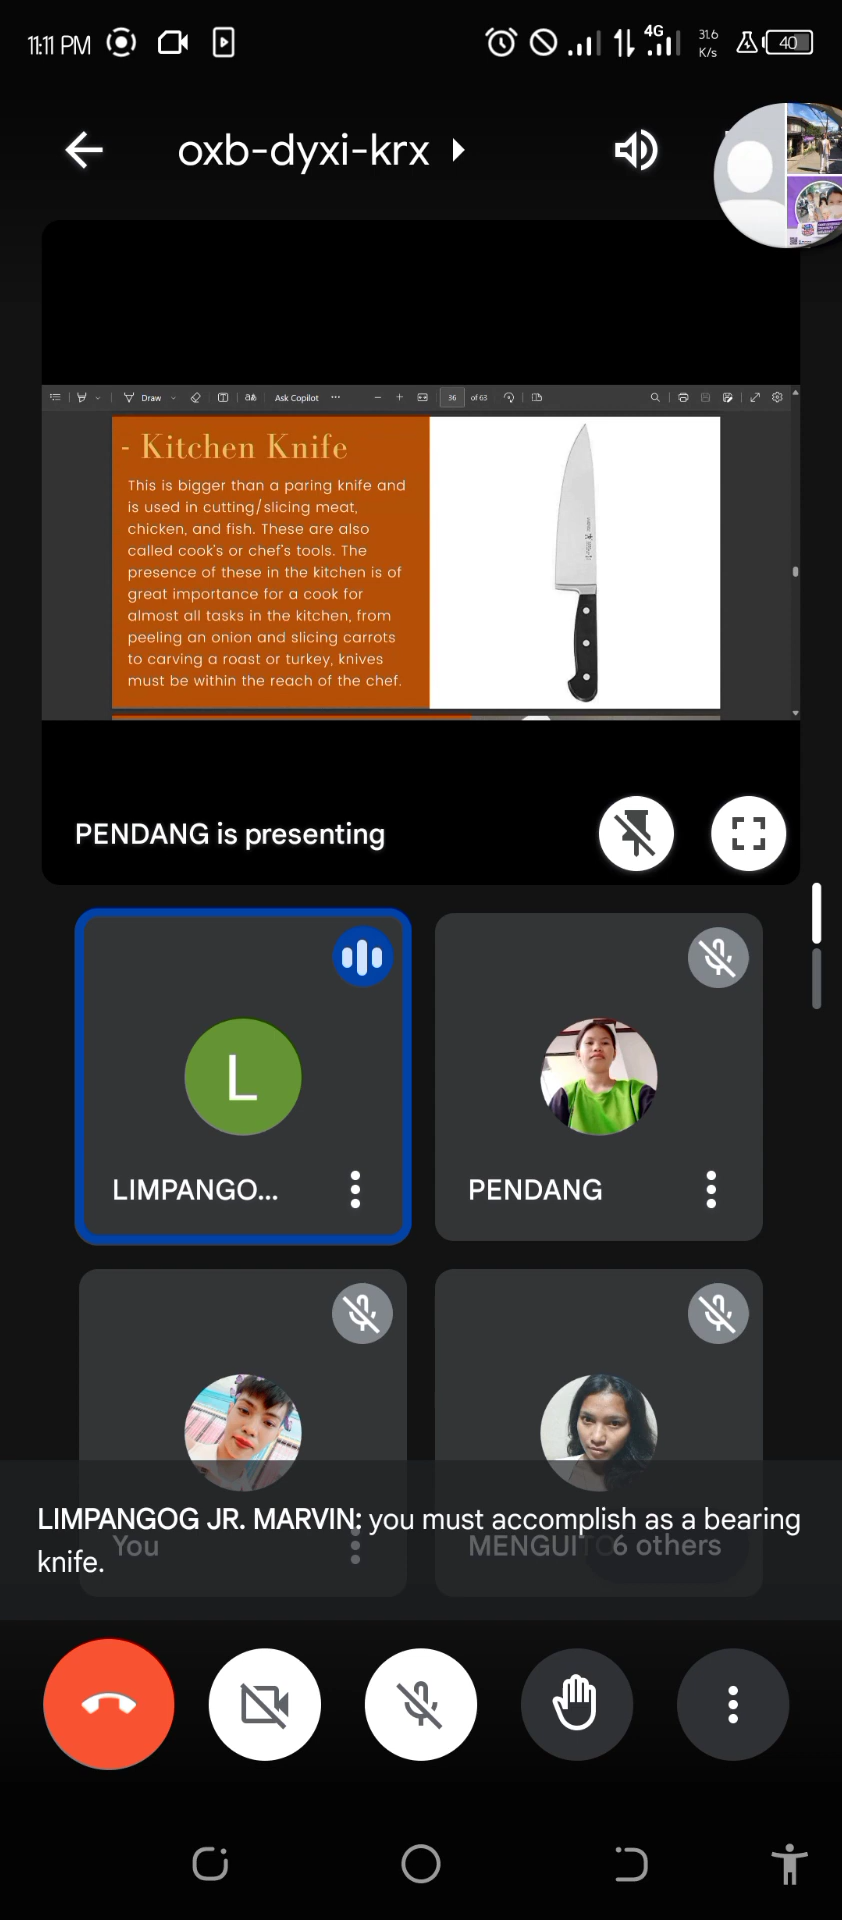 11:11 PM
4G
31.6
K/s
40
oxb-dyxi-krx
Draw
aあ
Ask Copilot
36
of 63
- Kitchen Knife
This is bigger than a paring knife and
is used in cutting/slicing meat,
chicken, and fish. These are also
called cook's or chef's tools. The
presence of these in the kitchen is of
great importance for a cook for
almost all tasks in the kitchen, from
peeling an onion and slicing carrots
to carving a roast or turkey, knives
must be within the reach of the chef.
PENDANG is presenting
L
LIMPANGO...
PENDANG
LIMPANGOG JR. MARVIN: you must accomplish as a bearing
knife.
You
6 others